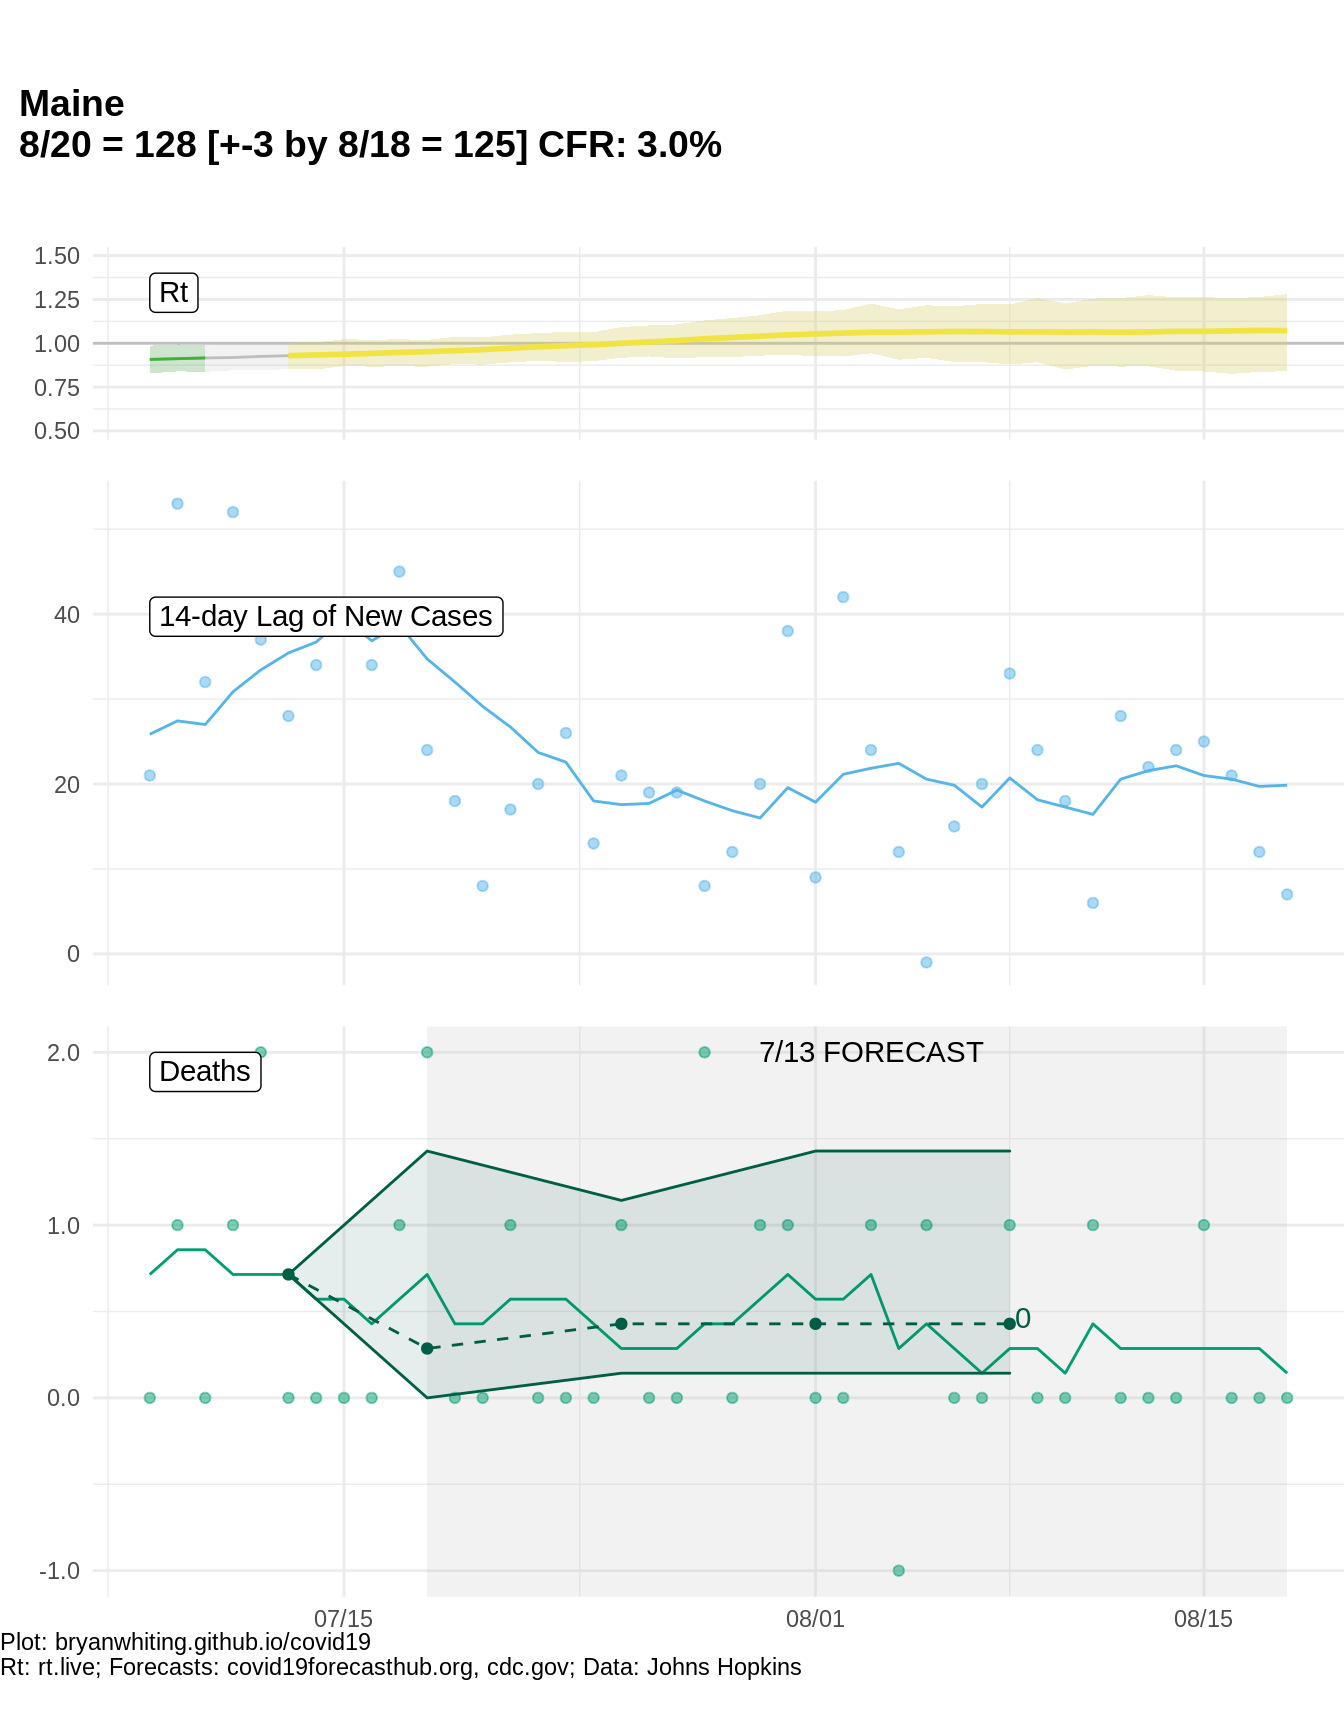 Maine
8/20 = 128 [+-3 by 8/18 = 125] CFR: 3.0%
1.50
1.25
1.00
0.75
0.50
Rt
40
20
0
14-day Lag of New Cases
2.0
1.0
0.0
-1.0
Deaths
7/13 FORECAST
0
07/15
08/01
08/15
Plot: bryanwhiting.github.io/covid19
Rt: rt.live; Forecasts: covid19forecasthub.org, cdc.gov; Data: Johns Hopkins